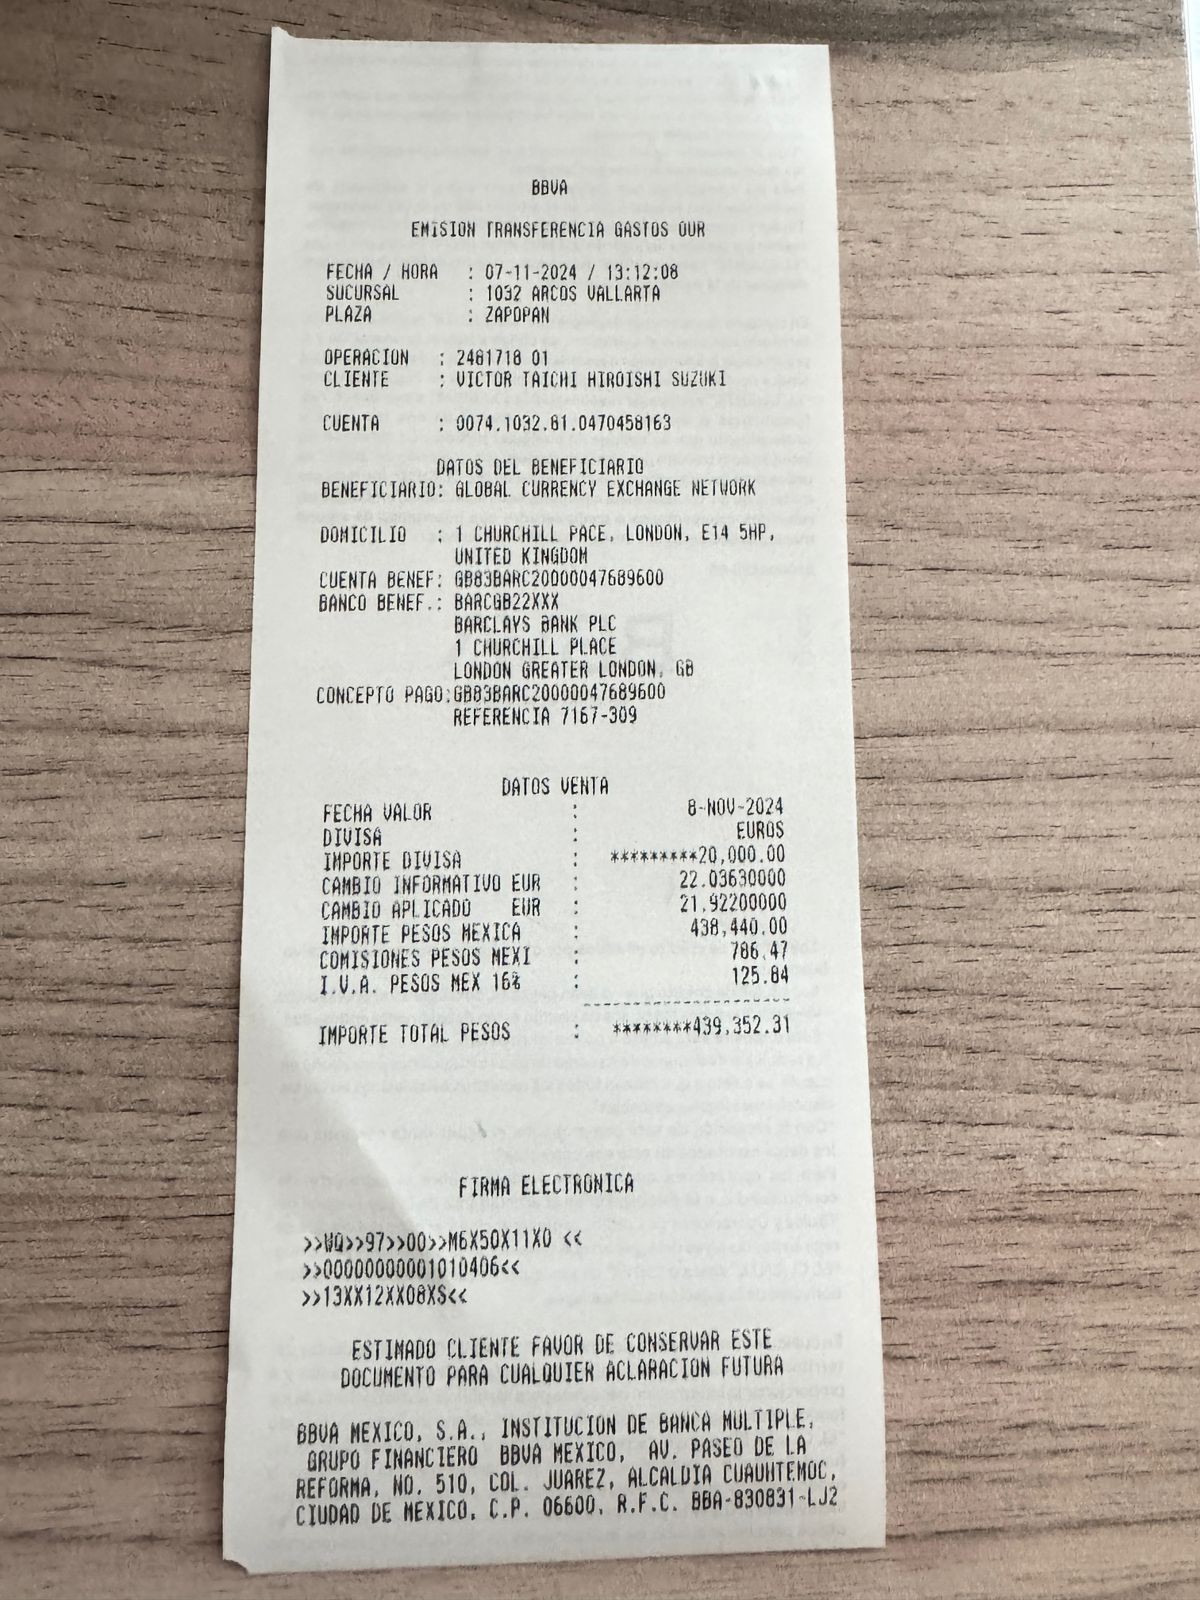 BBVA
EMISION TRANSFERENCIA GASTOS OUR
FECHA / HORA : 07-11-2024 / 13:12:08
SUCURSAL : 1032 ARCOS VALLARTA
PLAZA : ZAPOPAN
OPERACION : 2481718 01
CLIENTE : VICTOR TAICHI HIROISHI SUZUKI
CUENTA : 0074.1032.81.0470458163
DATOS DEL BENEFICIARIO
BENEFICIARIO: GLOBAL CURRENCY EXCHANGE NETWORK
DOMICILIO : 1 CHURCHILL PACE, LONDON, E14 5HP,
UNITED KINGDOM
CUENTA BENEF: GB83BARC20000047689600
BANCO BENEF.: BARCGB22XXX
BARCLAYS BANK PLC
1 CHURCHILL PLACE
LONDON GREATER LONDON, GB
CONCEPTO PAGO:GB83BARC20000047689600
REFERENCIA 7167-309
DATOS VENTA
FECHA VALOR : 8-NOV-2024
DIVISA : EUROS
IMPORTE DIVISA : *********20,000.00
CAMBIO INFORMATIVO EUR : 22.03630000
CAMBIO APLICADO EUR : 21.92200000
IMPORTE PESOS MEXICA : 438,440.00
COMISIONES PESOS MEXI : 786.47
I.V.A. PESOS MEX 16% : 125.84
IMPORTE TOTAL PESOS : ********439,352.31
FIRMA ELECTRONICA
>>WQ>>97>>00>>M6X50X11X0 <<
>>0000000001010406<<
>>13XX12XX08XS<<
ESTIMADO CLIENTE FAVOR DE CONSERVAR ESTE
DOCUMENTO PARA CUALQUIER ACLARACION FUTURA
BBVA MEXICO, S.A., INSTITUCION DE BANCA MULTIPLE,
GRUPO FINANCIERO BBVA MEXICO, AV. PASEO DE LA
REFORMA, NO. 510, COL. JUAREZ, ALCALDIA CUAUHTEMOC,
CIUDAD DE MEXICO, C.P. 06600, R.F.C. BBA-830831-LJ2